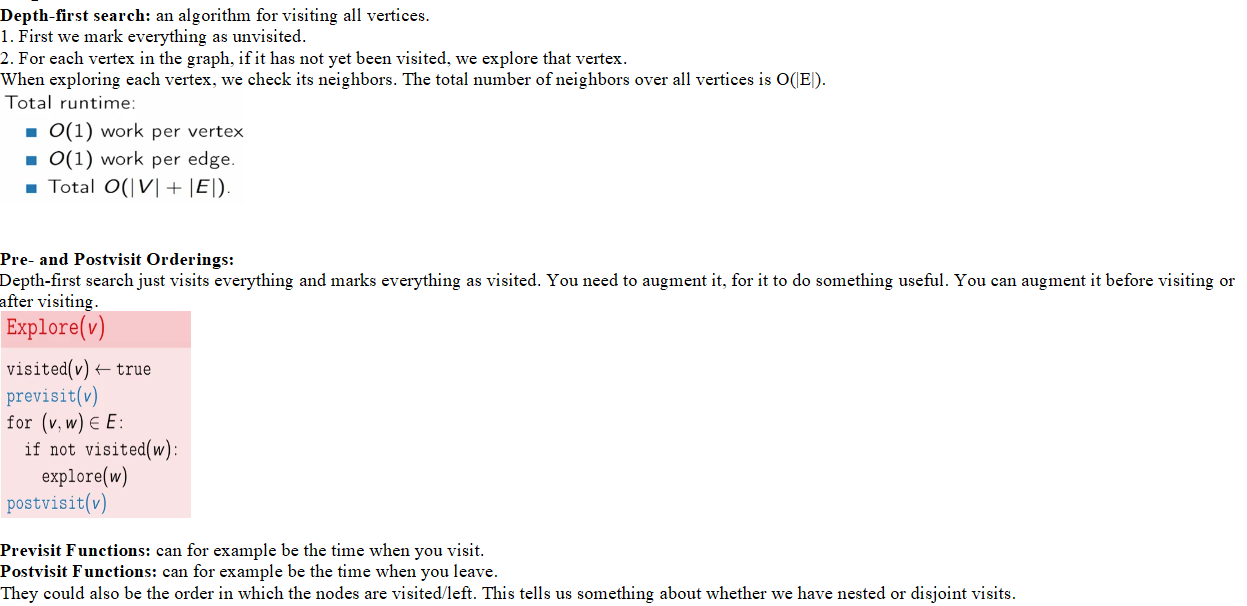 Depth-first search: an algorithm for visiting all vertices.
1. First we mark everything as unvisited.
2. For each vertex in the graph, if it has not yet been visited, we explore that vertex.
When exploring each vertex, we check its neighbors. The total number of neighbors over all vertices is O(|E|).
Total runtime:
■ O(1) work per vertex
■ O(1) work per edge.
■ Total O(|V| + |E|).
Pre- and Postvisit Orderings:
Depth-first search just visits everything and marks everything as visited. You need to augment it, for it to do something useful. You can augment it before visiting or
after visiting.
Explore(v)
visited(v) ← true
previsit(v)
for (v, w) ∈ E:
if not visited(w):
explore(w)
postvisit(v)
Previsit Functions: can for example be the time when you visit.
Postvisit Functions: can for example be the time when you leave.
They could also be the order in which the nodes are visited/left. This tells us something about whether we have nested or disjoint visits.